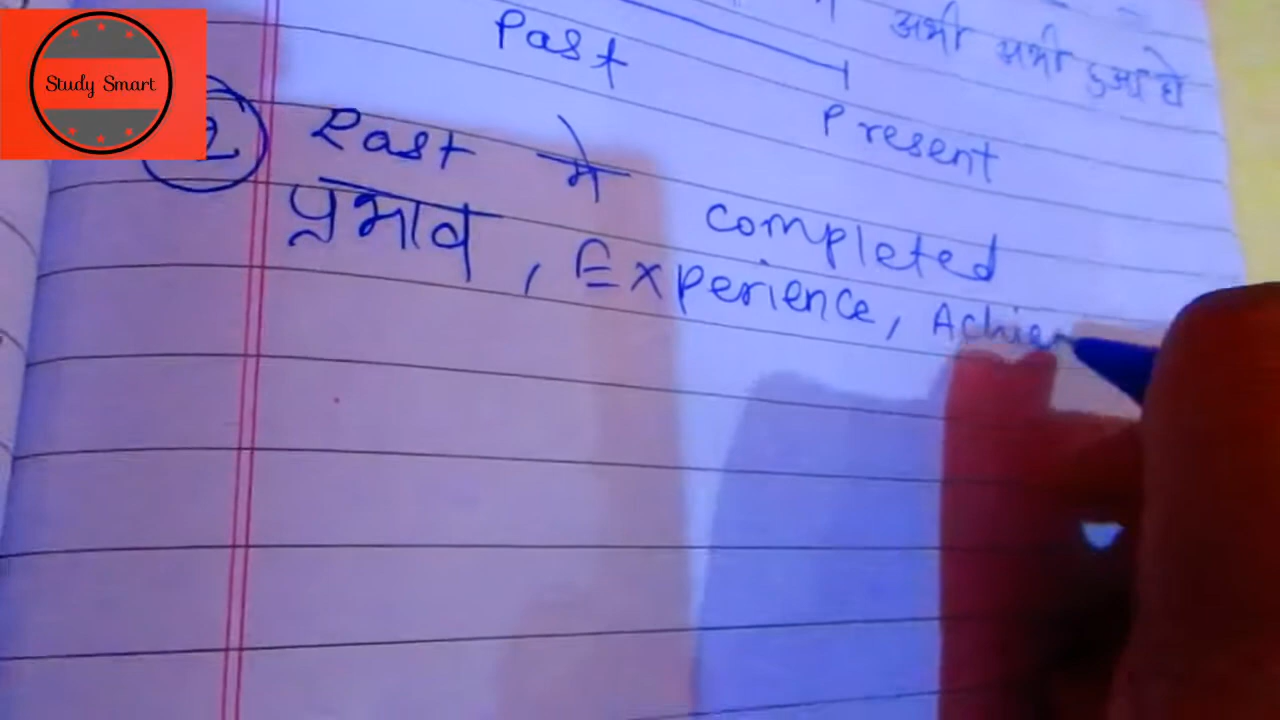 Study Smart
अभी अभी हुआ
Past
Present
2 Past मे completed
प्रभाव , Experience, Achie